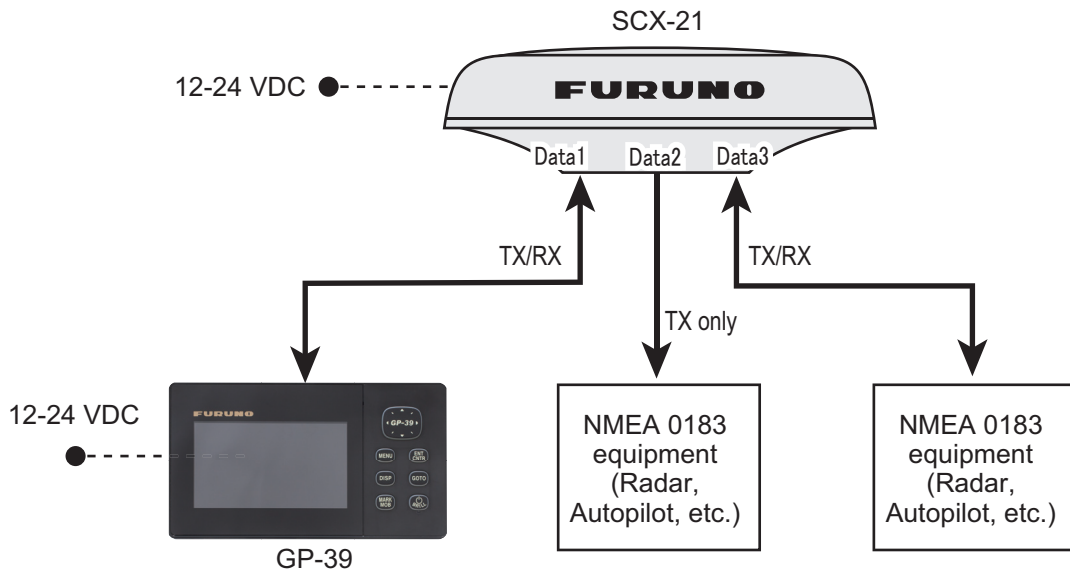 SCX-21
12-24 VDC
FURUNO
Data1 Data2 Data3
TX/RX
TX/RX
TX only
12-24 VDC
FURUNO
GP-39
MENU
ENT
CNTR
DISP
GOTO
MARK
MOB
NMEA 0183
equipment
(Radar,
Autopilot, etc.)
NMEA 0183
equipment
(Radar,
Autopilot, etc.)
GP-39